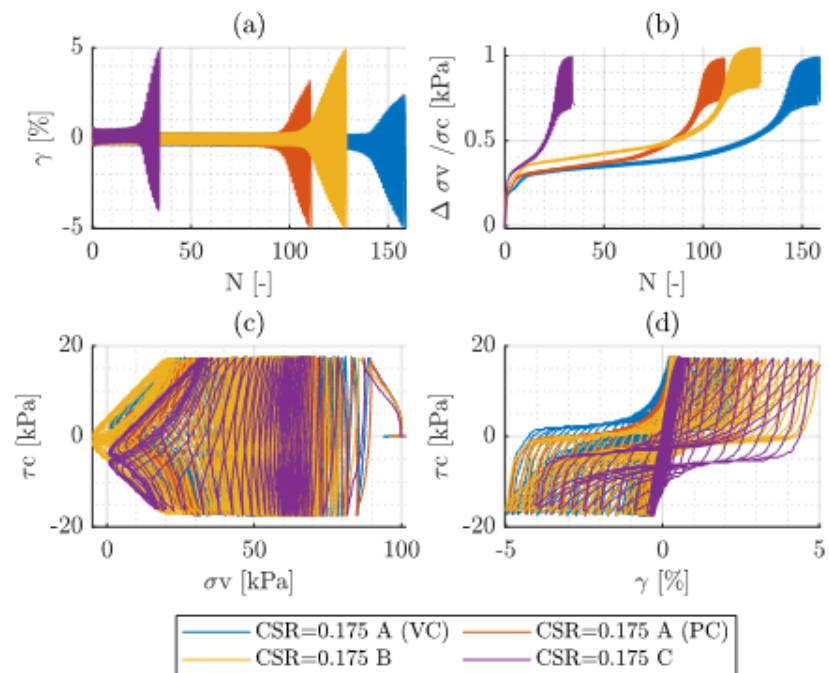 (a)
5
0
-5
γ [%]
0 50 100 150
N [-]
(b)
1
0.5
0
Δ σv /σc [kPa]
0 50 100 150
N [-]
(c)
20
0
-20
τc [kPa]
0 50 100
σv [kPa]
(d)
20
0
-20
τc [kPa]
-5 0 5
γ [%]
CSR=0.175 A (VC) CSR=0.175 A (PC)
CSR=0.175 B CSR=0.175 C